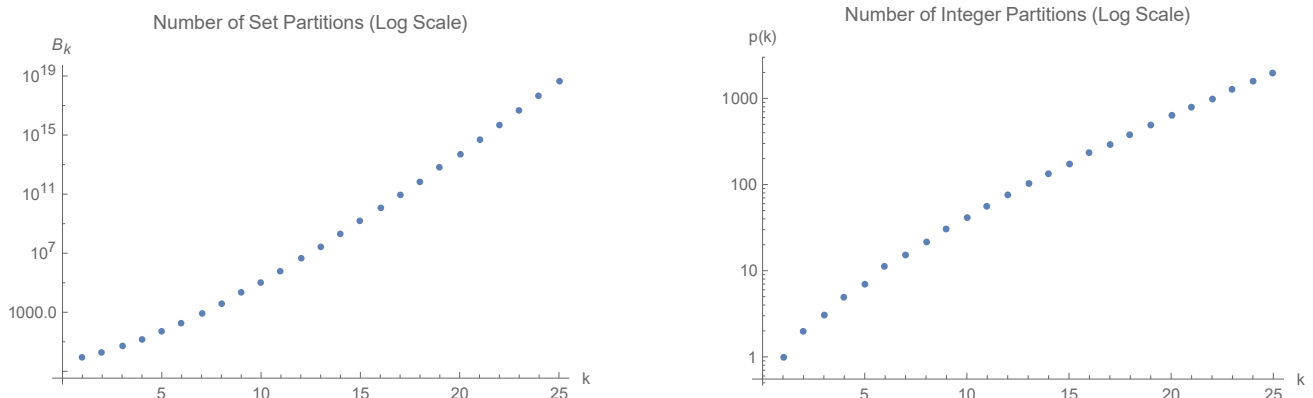 Number of Set Partitions (Log Scale)
B_k
10^19
10^15
10^11
10^7
1000.0
5 10 15 20 25 k
Number of Integer Partitions (Log Scale)
p(k)
1000
100
10
1
5 10 15 20 25 k